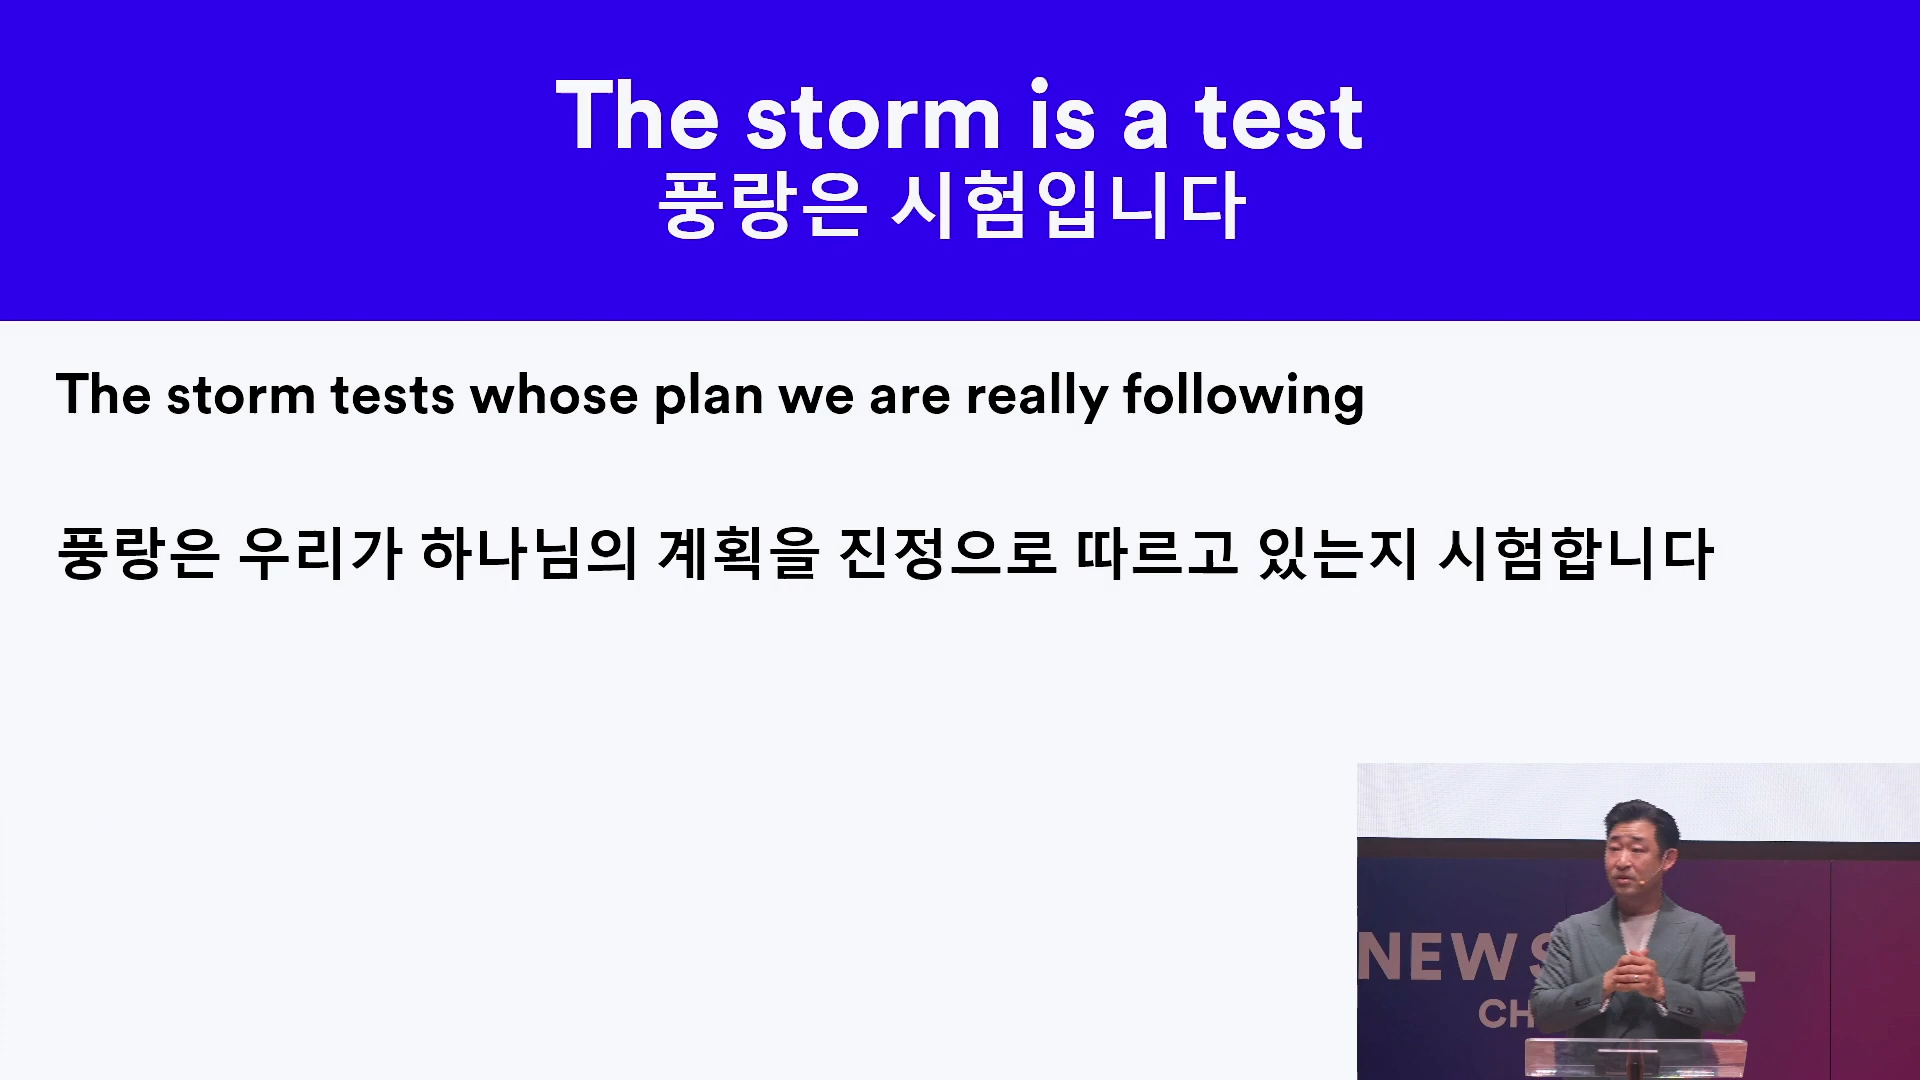 The storm is a test
풍랑은 시험입니다
The storm tests whose plan we are really following
풍랑은 우리가 하나님의 계획을 진정으로 따르고 있는지 시험합니다
NEW